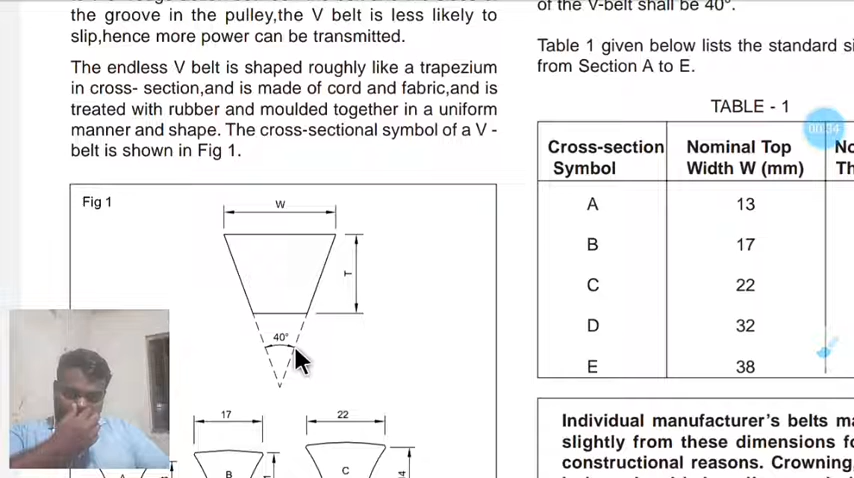 the groove in the pulley,the V belt is less likely to
slip,hence more power can be transmitted.
The endless V belt is shaped roughly like a trapezium
in cross- section,and is made of cord and fabric,and is
treated with rubber and moulded together in a uniform
manner and shape. The cross-sectional symbol of a V -
belt is shown in Fig 1.
Fig 1
W
T
40°
17
22
B
C
A
of the V-belt shall be 40°.
Table 1 given below lists the standard
from Section A to E.
TABLE - 1
00:34
Cross-section Nominal Top
Symbol Width W (mm)
A 13
B 17
C 22
D 32
E 38
Individual manufacturer's belts
slightly from these dimensions
constructional reasons. Crowning,